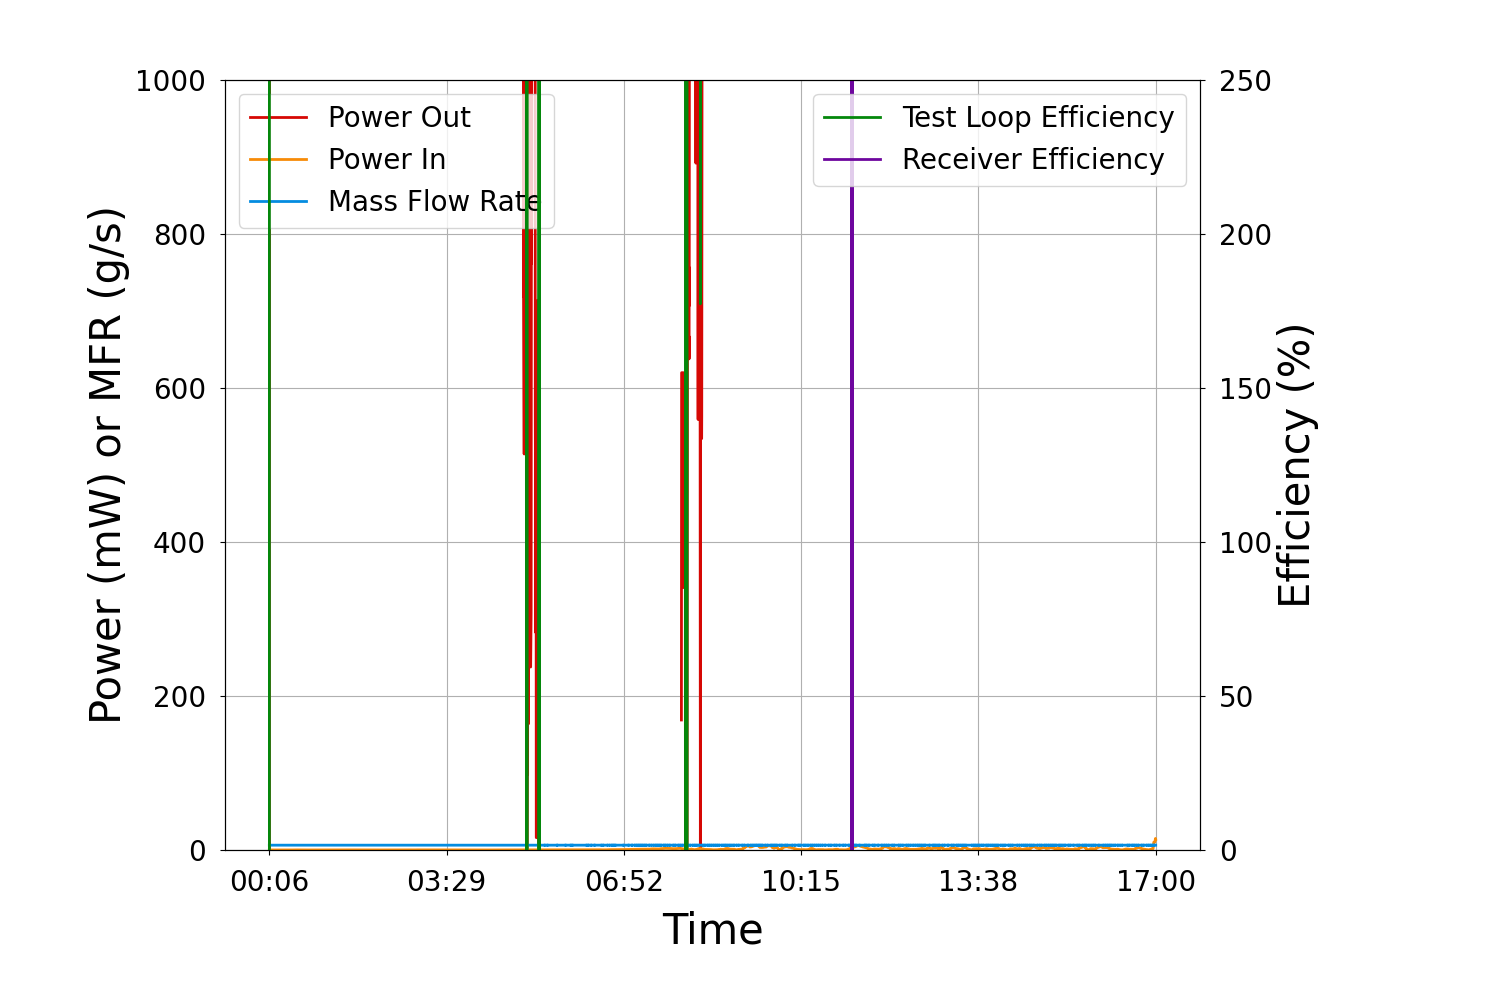 1000
800
600
400
200
0
Power (mW) or MFR (g/s)
Power Out
Power In
Mass Flow Rate
Test Loop Efficiency
Receiver Efficiency
250
200
150
100
50
0
Efficiency (%)
00:06 03:29 06:52 10:15 13:38 17:00
Time